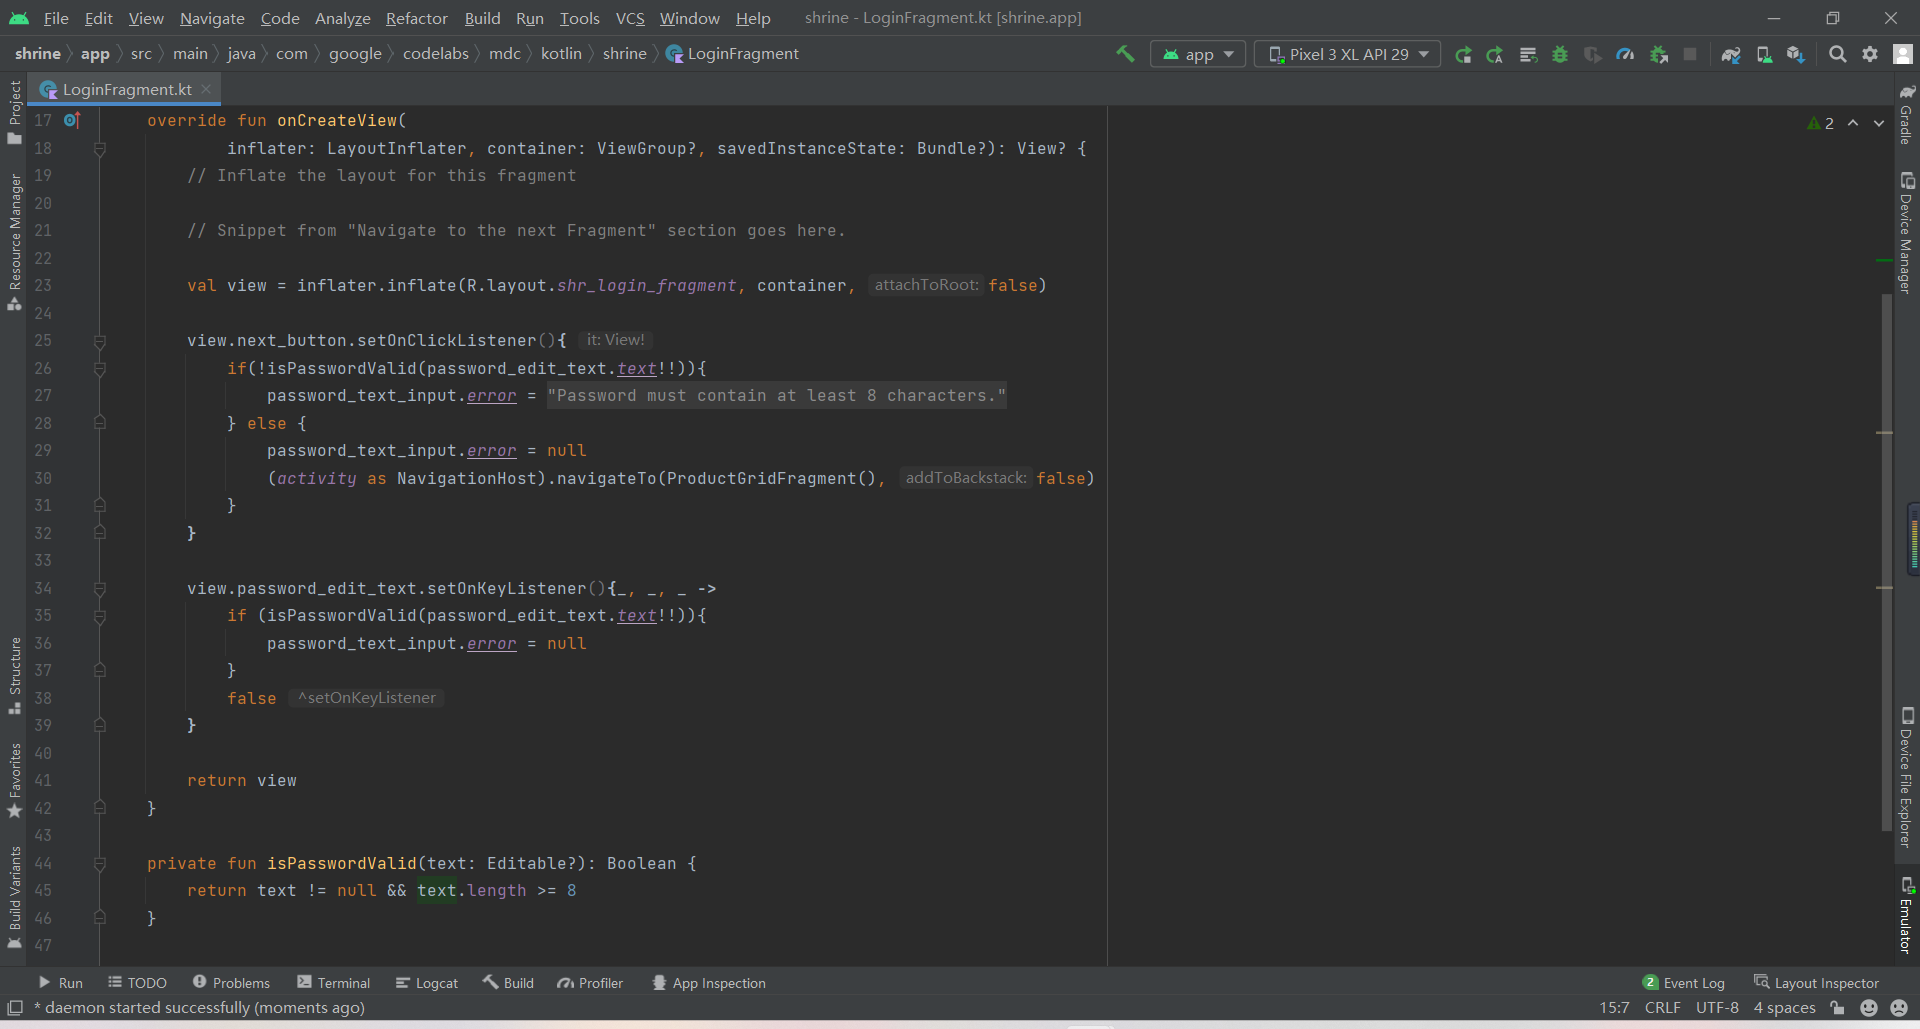 File Edit View Navigate Code Analyze Refactor Build Run Tools VCS Window Help shrine - LoginFragment.kt [shrine.app]
shrine app src main java com google codelabs mdc kotlin shrine LoginFragment app Pixel 3 XL API 29
LoginFragment.kt
17 override fun onCreateView(
18 inflater: LayoutInflater, container: ViewGroup?, savedInstanceState: Bundle?): View? {
19 // Inflate the layout for this fragment
20
21 // Snippet from "Navigate to the next Fragment" section goes here.
22
23 val view = inflater.inflate(R.layout.shr_login_fragment, container, attachToRoot: false)
24
25 view.next_button.setOnClickListener(){ it: View!
26 if(!isPasswordValid(password_edit_text.text!!)){
27 password_text_input.error = "Password must contain at least 8 characters."
28 } else {
29 password_text_input.error = null
30 (activity as NavigationHost).navigateTo(ProductGridFragment(), addToBackstack: false)
31 }
32 }
33
34 view.password_edit_text.setOnKeyListener(){_, _, _ ->
35 if (isPasswordValid(password_edit_text.text!!)){
36 password_text_input.error = null
37 }
38 false ^setOnKeyListener
39 }
40
41 return view
42 }
43
44 private fun isPasswordValid(text: Editable?): Boolean {
45 return text != null && text.length >= 8
46 }
47
2
Project
Resource Manager
Structure
Favorites
Build Variants
Gradle
Device Manager
Device File Explorer
Emulator
Run TODO Problems Terminal Logcat Build Profiler App Inspection 2 Event Log Layout Inspector
* daemon started successfully (moments ago) 15:7 CRLF UTF-8 4 spaces